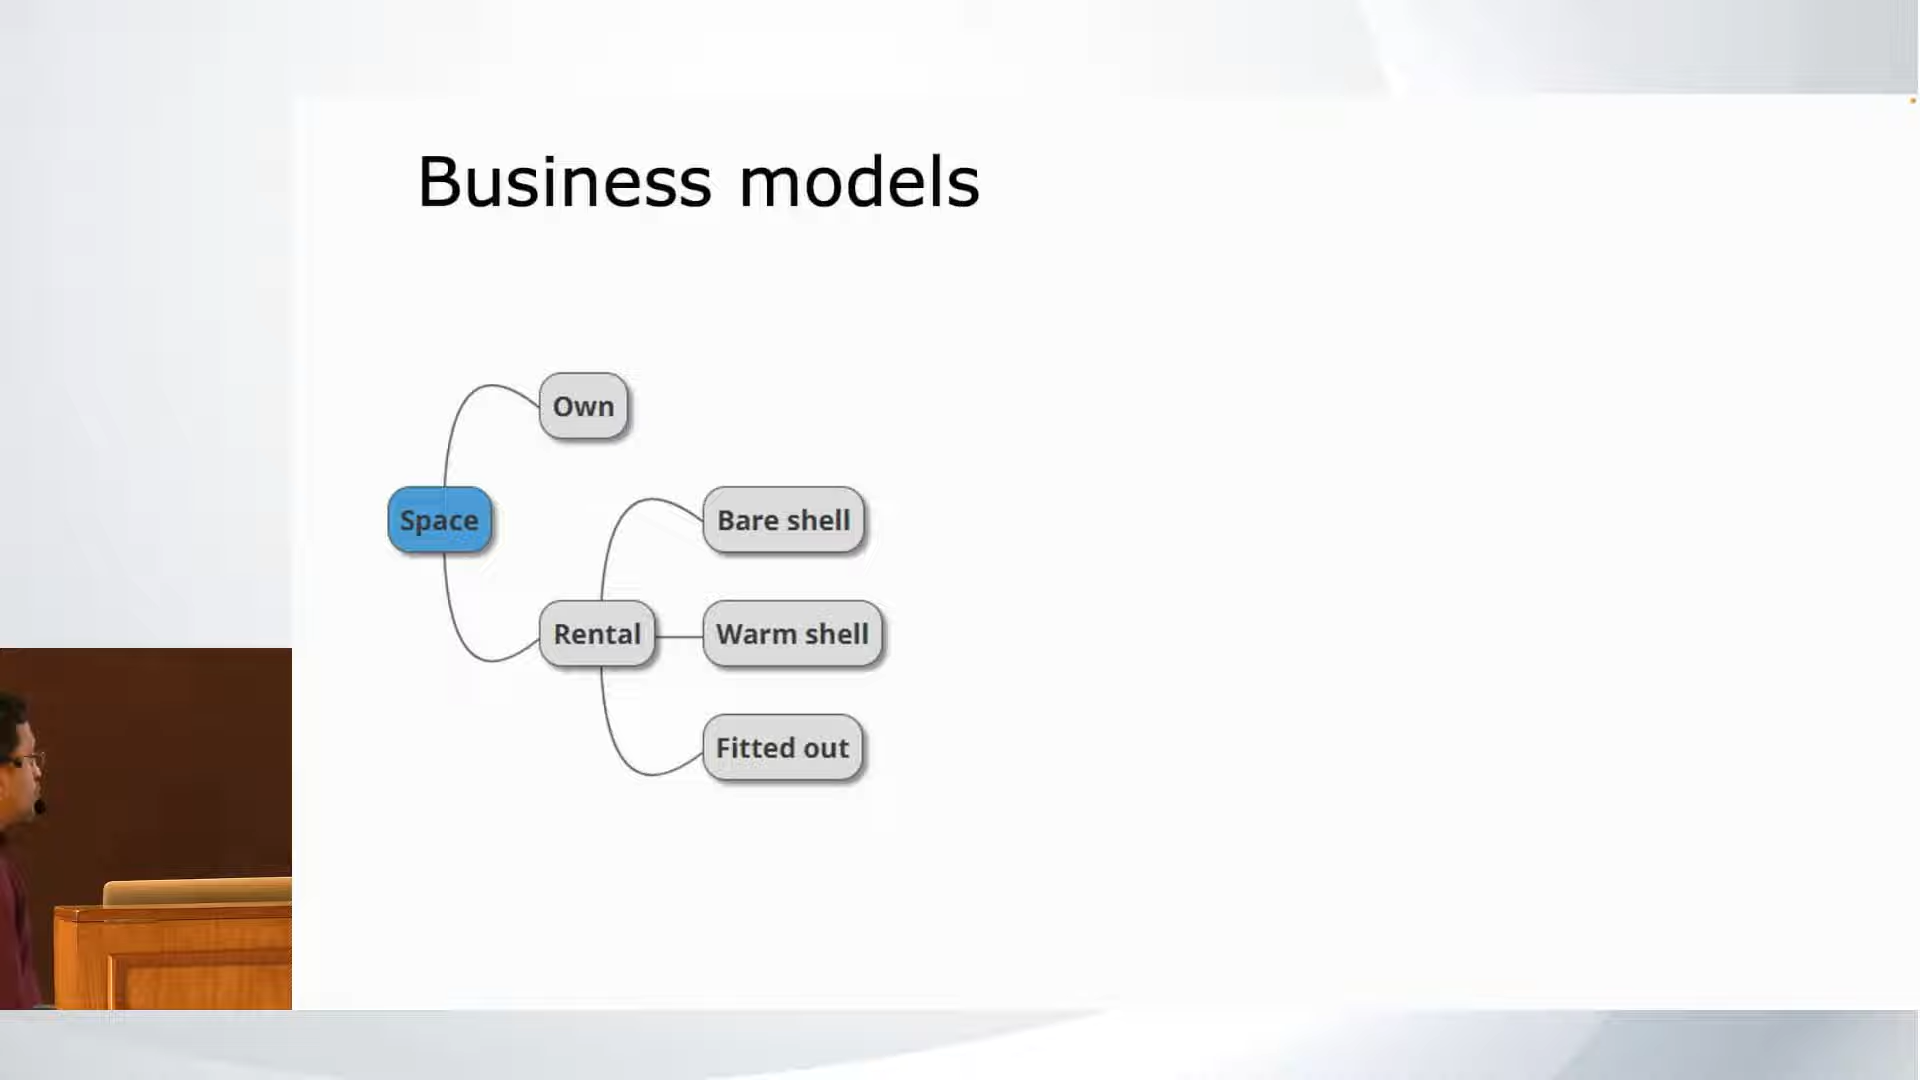 Business models
Own
Space
Bare shell
Rental
Warm shell
Fitted out